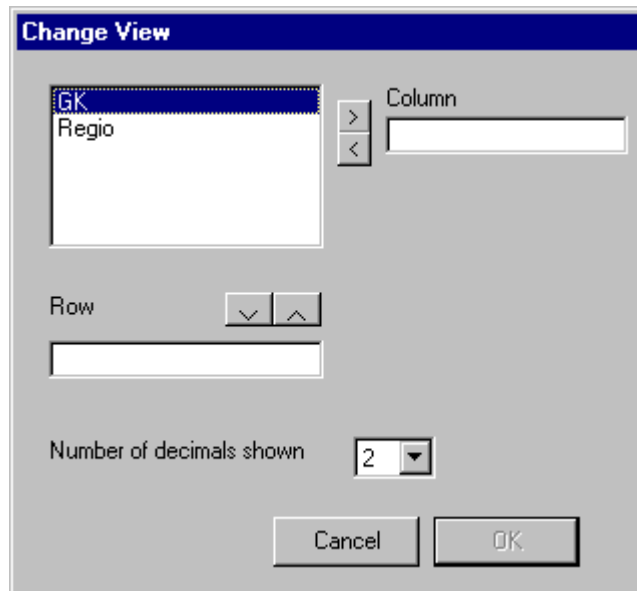 Change View
GK
Regio
>
<
Column
Row
Number of decimals shown
2
Cancel
OK